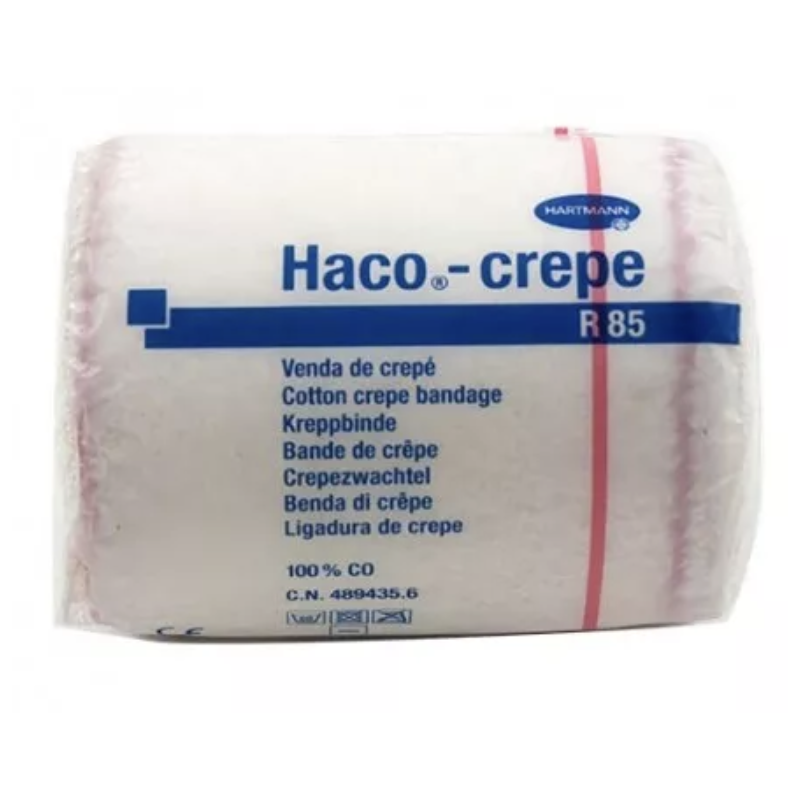 HARTMANN
Haco®-crepe
R 85
Venda de crepé
Cotton crepe bandage
Kreppbinde
Bande de crêpe
Crepezwachtel
Benda di crêpe
Ligadura de crepe
100 % CO
C.N. 489435.6
CE